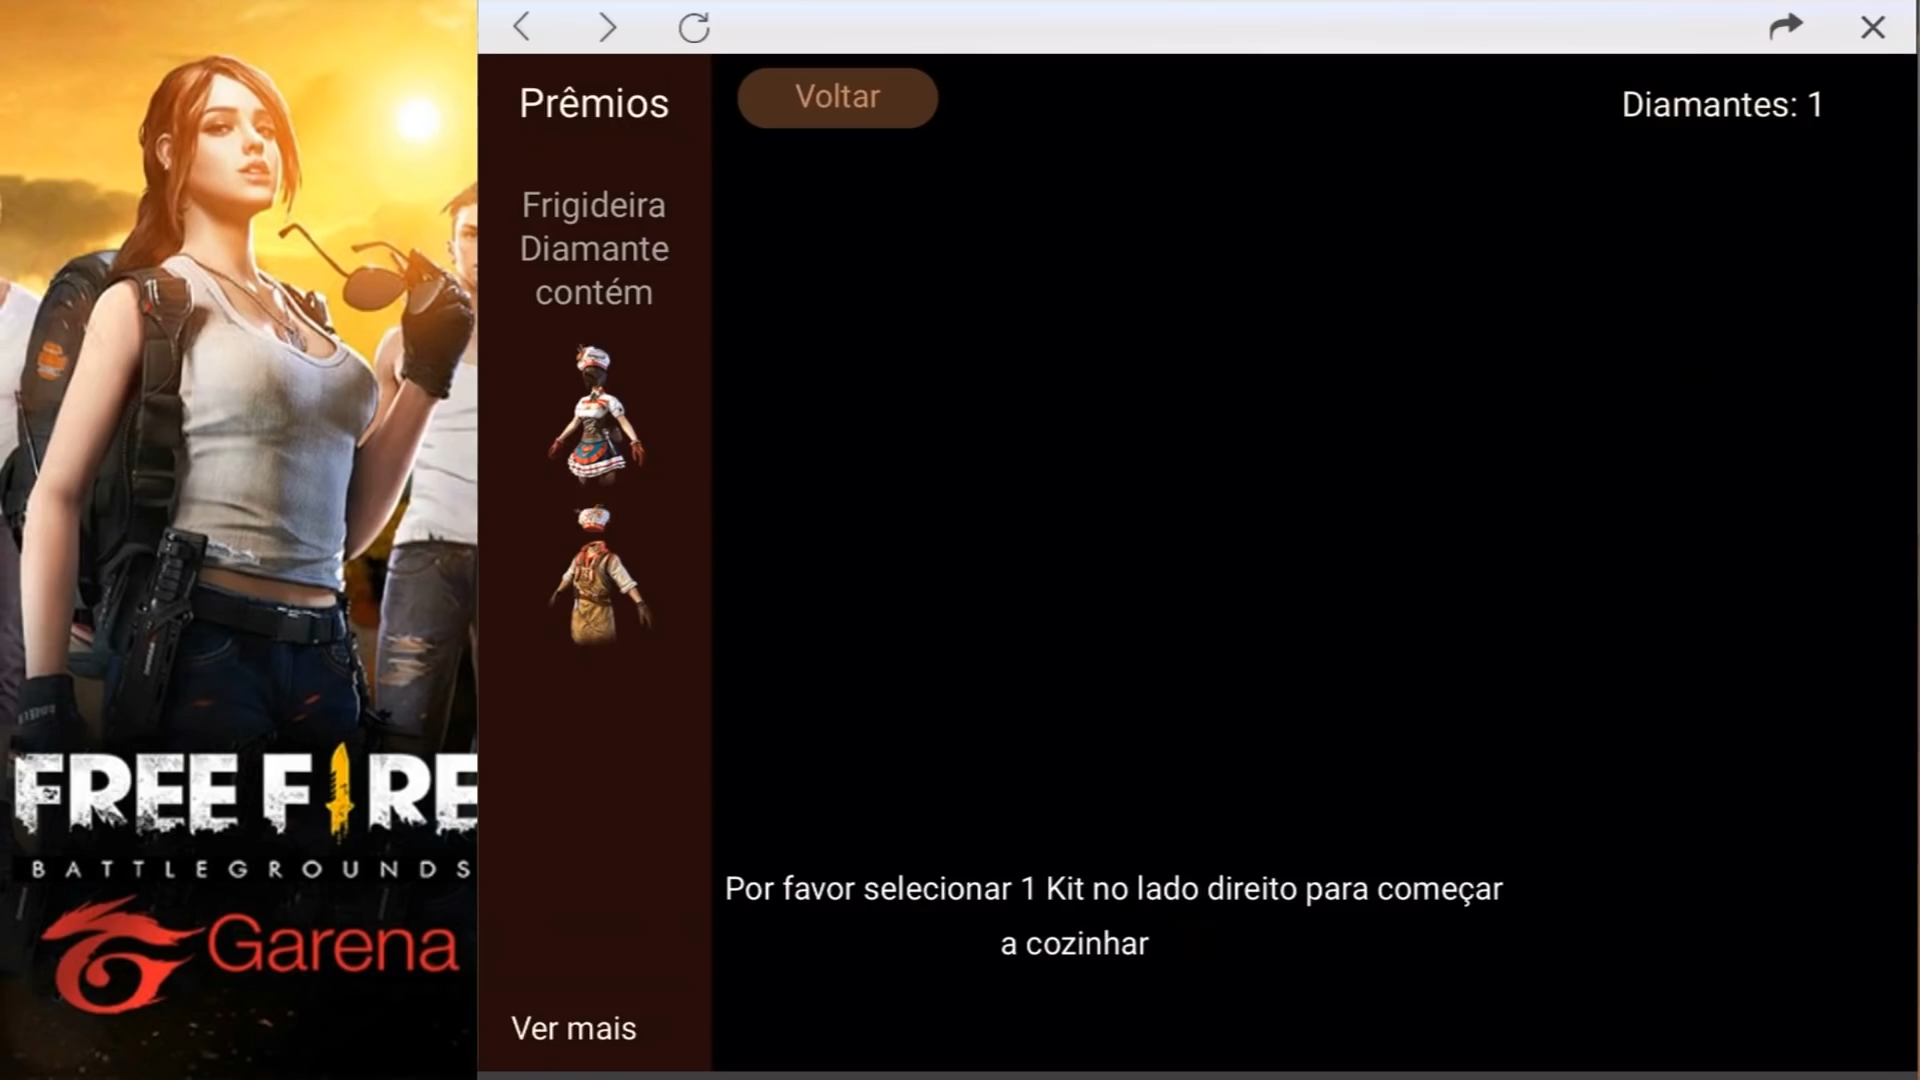 Prêmios
Voltar
Diamantes: 1
Frigideira
Diamante
contém
FREE FIRE
BATTLEGROUNDS
Garena
Por favor selecionar 1 Kit no lado direito para começar
a cozinhar
Ver mais